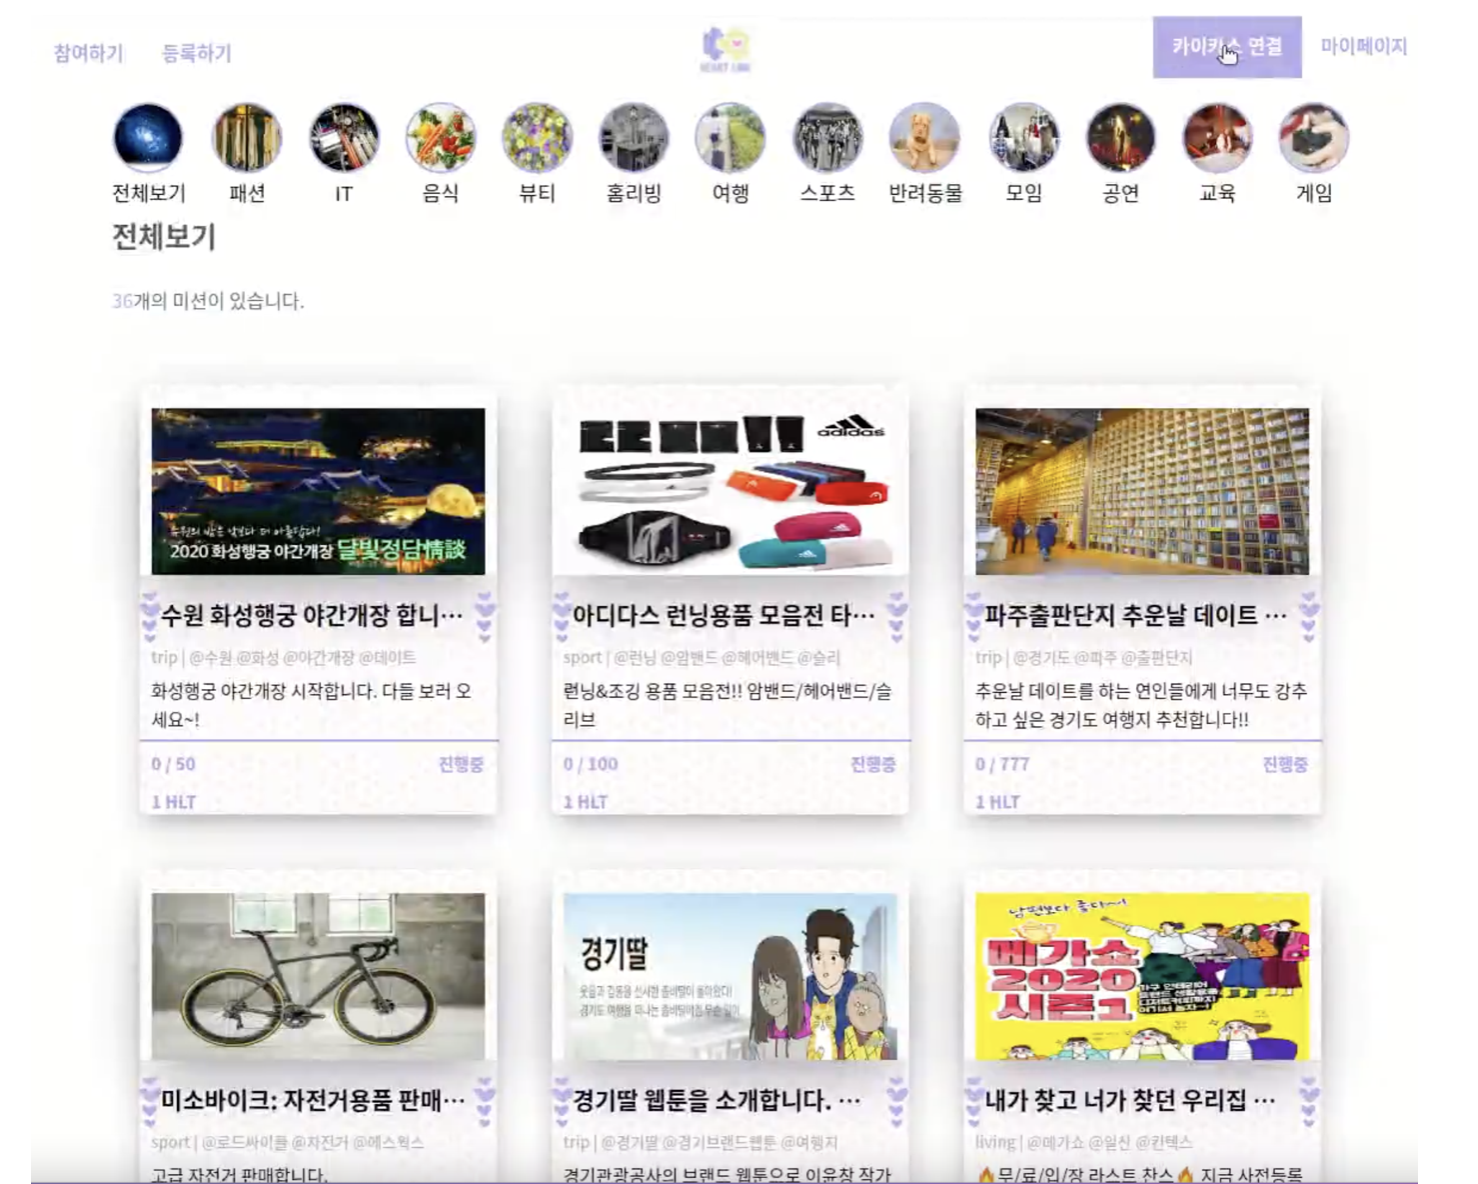 참여하기 등록하기 카이카스 연결 마이페이지
HEART LINK
전체보기 패션 IT 음식 뷰티 홈리빙 여행 스포츠 반려동물 모임 공연 교육 게임
전체보기
36개의 미션이 있습니다.
수원의 밤은 낮보다 더 아름답다!
2020 화성행궁 야간개장 달빛정담情談
수원 화성행궁 야간개장 합니···
trip | @수원 @화성 @야간개장 @데이트
화성행궁 야간개장 시작합니다. 다들 보러 오
세요~!
0 / 50 진행중
1 HLT
adidas
아디다스 런닝용품 모음전 타···
sport | @런닝 @암밴드 @헤어밴드 @슬리
런닝&조깅 용품 모음전!! 암밴드/헤어밴드/슬
리브
0 / 100 진행중
1 HLT
파주출판단지 추운날 데이트 ···
trip | @경기도 @파주 @출판단지
추운날 데이트를 하는 연인들에게 너무도 강추
하고 싶은 경기도 여행지 추천합니다!!
0 / 777 진행중
1 HLT
미소바이크: 자전거용품 판매···
sport | @로드싸이클 @자전거 @에스웍스
고급 자전거 판매합니다.
경기딸
경기딸 웹툰을 소개합니다. ···
trip | @경기딸 @경기브랜드웹툰 @여행지
경기관광공사의 브랜드 웹툰으로 이윤창 작가
남편보다 좋다~
메가쇼
2020
시즌1
내가 찾고 너가 찾던 우리집 ···
living | @메가쇼 @일산 @킨텍스
🔥무/료/입/장 라스트 찬스🔥 지금 사전등록